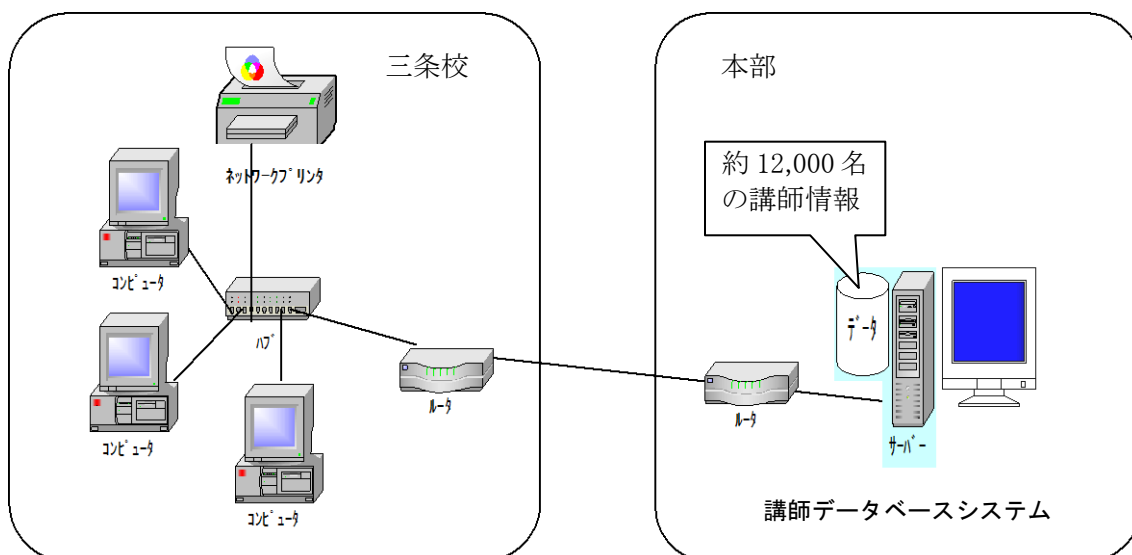 三条校
ﾈｯﾄﾜｰｸﾌﾟﾘﾝﾀ
ｺﾝﾋﾟｭｰﾀ
ﾊﾌﾞ
ｺﾝﾋﾟｭｰﾀ
ﾙｰﾀ
ｺﾝﾋﾟｭｰﾀ
本部
約 12,000 名
の講師情報
ﾃﾞｰﾀ
ﾙｰﾀ
ｻｰﾊﾞｰ
講師データベースシステム